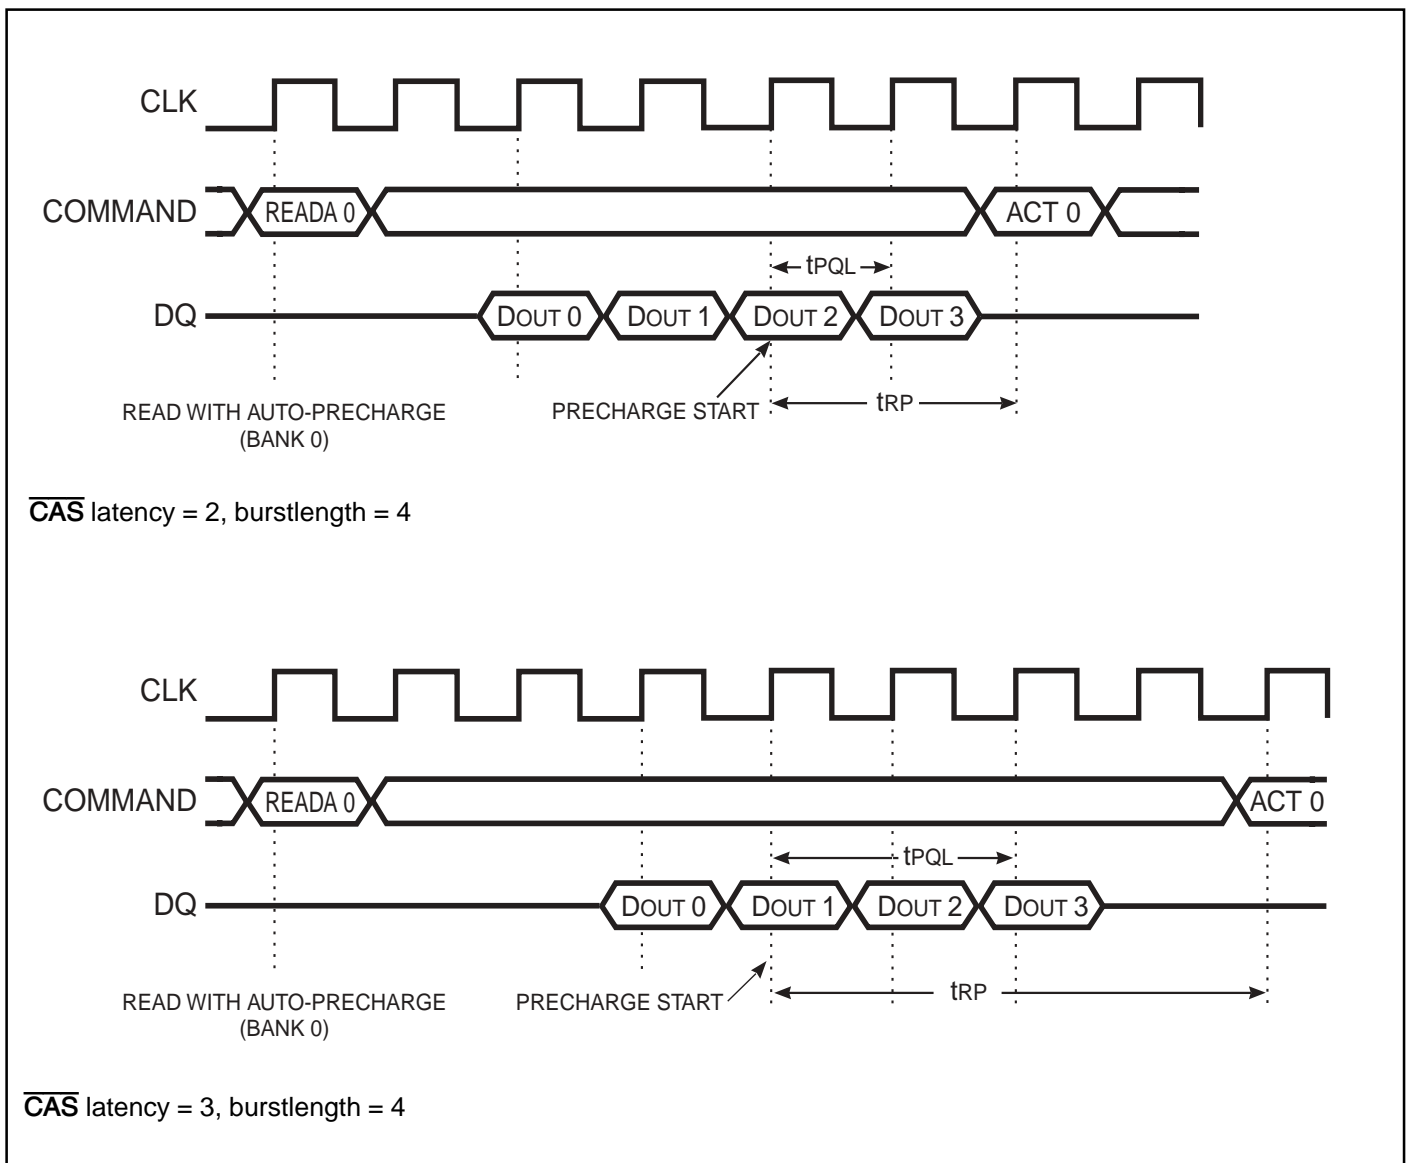 CLK
COMMAND
READA 0
ACT 0
tPQL
DQ
DOUT 0 DOUT 1 DOUT 2 DOUT 3
READ WITH AUTO-PRECHARGE
(BANK 0)
PRECHARGE START
tRP
CAS latency = 2, burstlength = 4
CLK
COMMAND
READA 0
ACT 0
tPQL
DQ
DOUT 0 DOUT 1 DOUT 2 DOUT 3
READ WITH AUTO-PRECHARGE
(BANK 0)
PRECHARGE START
tRP
CAS latency = 3, burstlength = 4